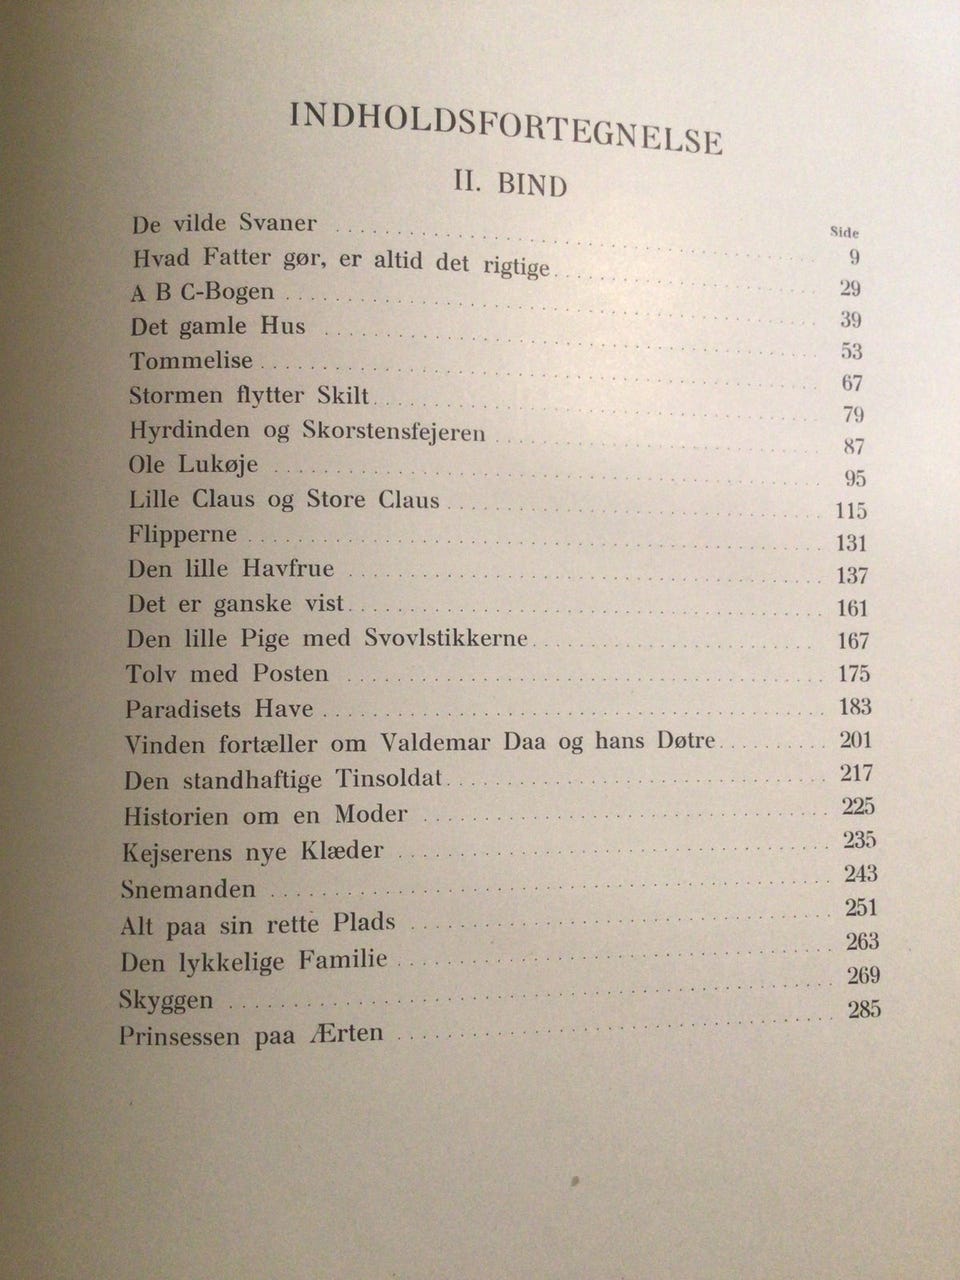 INDHOLDSFORTEGNELSE
II. BIND
Side
De vilde Svaner 9
Hvad Fatter gør, er altid det rigtige 29
A B C-Bogen 39
Det gamle Hus 53
Tommelise 67
Stormen flytter Skilt 79
Hyrdinden og Skorstensfejeren 87
Ole Lukøje 95
Lille Claus og Store Claus 115
Flipperne 131
Den lille Havfrue 137
Det er ganske vist 161
Den lille Pige med Svovlstikkerne 167
Tolv med Posten 175
Paradisets Have 183
Vinden fortæller om Valdemar Daa og hans Døtre 201
Den standhaftige Tinsoldat 217
Historien om en Moder 225
Kejserens nye Klæder 235
Snemanden 243
Alt paa sin rette Plads 251
Den lykkelige Familie 263
Skyggen 269
Prinsessen paa Ærten 285